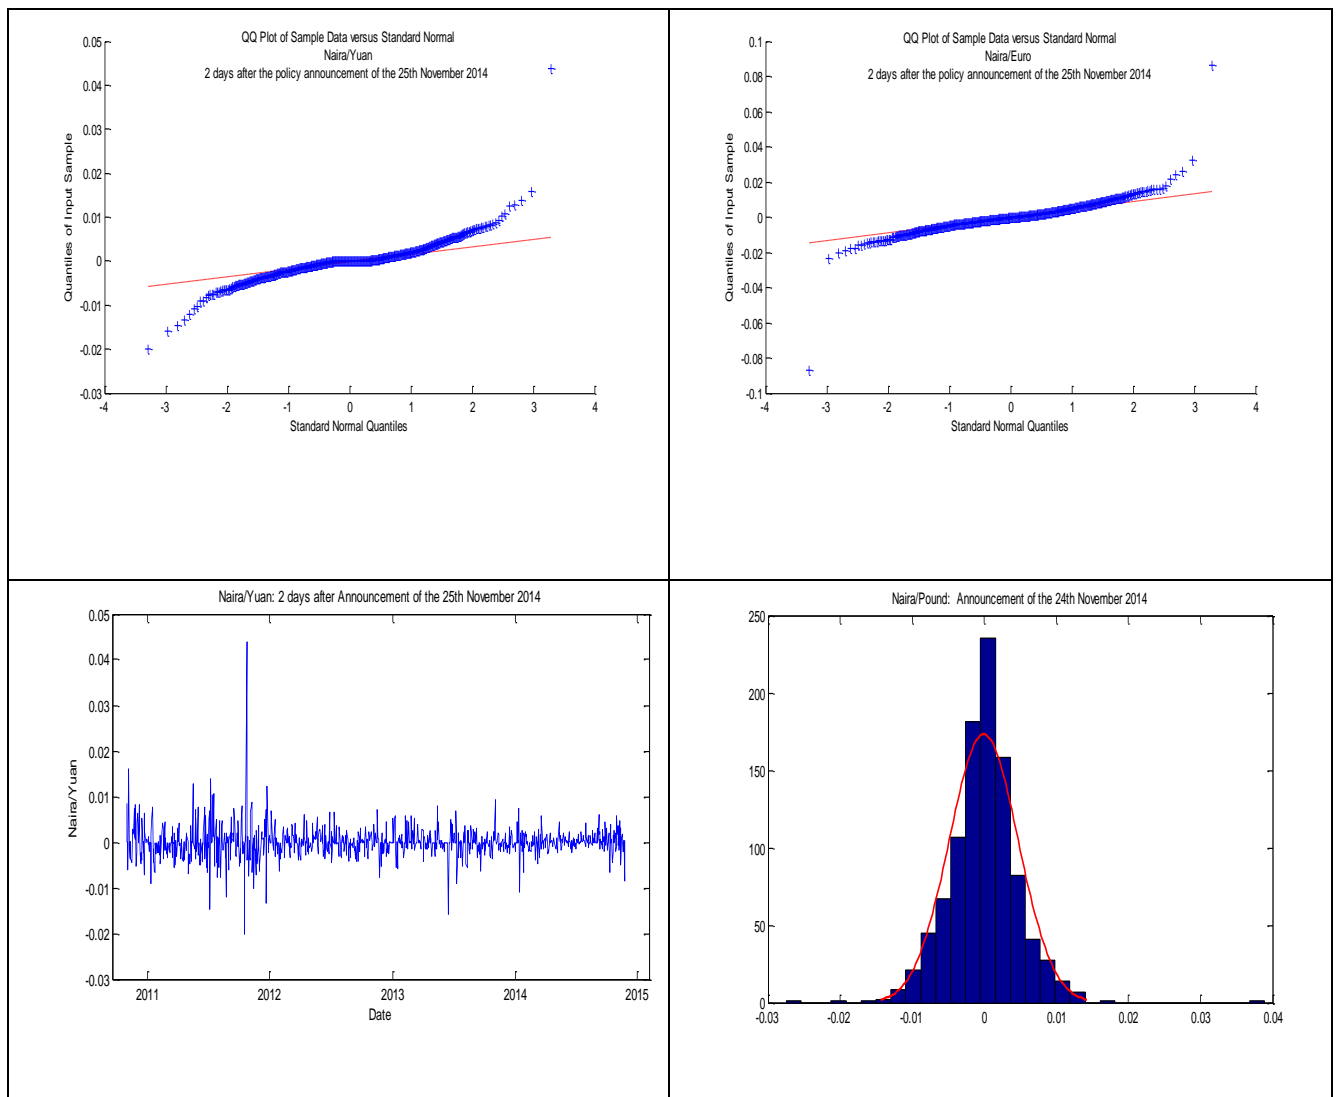 QQ Plot of Sample Data versus Standard Normal
Naira/Yuan
2 days after the policy announcement of the 25th November 2014
Quantiles of Input Sample
0.05
0.04
0.03
0.02
0.01
0
-0.01
-0.02
-0.03
-4 -3 -2 -1 0 1 2 3 4
Standard Normal Quantiles
QQ Plot of Sample Data versus Standard Normal
Naira/Euro
2 days after the policy announcement of the 25th November 2014
Quantiles of Input Sample
0.1
0.08
0.06
0.04
0.02
0
-0.02
-0.04
-0.06
-0.08
-0.1
-4 -3 -2 -1 0 1 2 3 4
Standard Normal Quantiles
Naira/Yuan: 2 days after Announcement of the 25th November 2014
Naira/Yuan
0.05
0.04
0.03
0.02
0.01
0
-0.01
-0.02
-0.03
2011 2012 2013 2014 2015
Date
Naira/Pound: Announcement of the 24th November 2014
250
200
150
100
50
0
-0.03 -0.02 -0.01 0 0.01 0.02 0.03 0.04